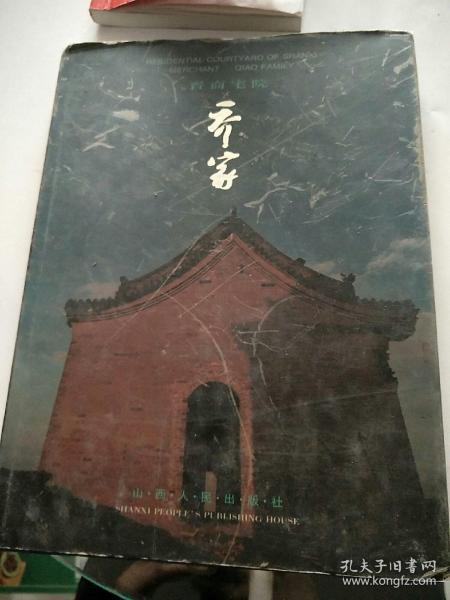 RESIDENTIAL COURTYARD OF SHANXI
MERCHANT QIAO FAMILY
晋商宅院
乔家
山·西·人·民·出·版·社
SHANXI PEOPLE'S PUBLISHING HOUSE
孔夫子旧书网
www.kongfz.com